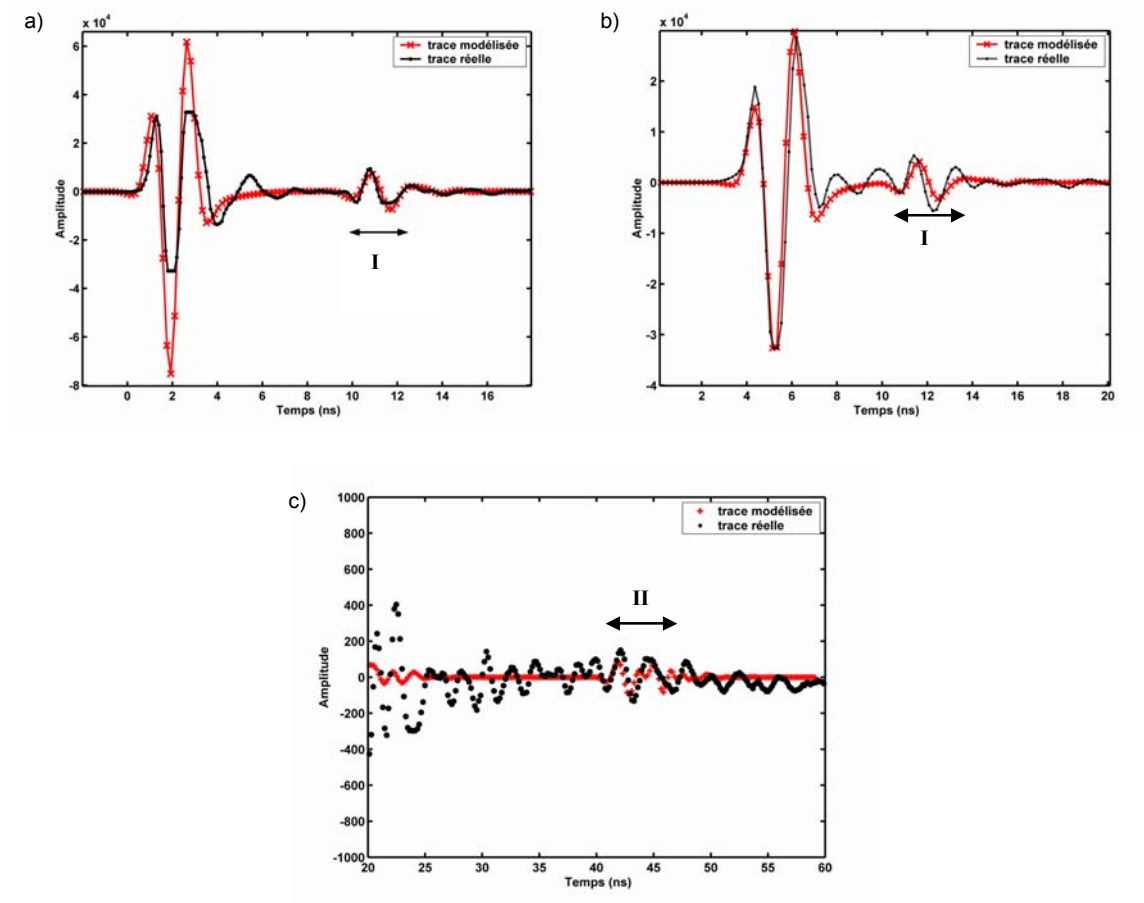 a)
x 10⁴
trace modélisée
trace réelle
6
4
2
0
-2
-4
-6
-8
Amplitude
I
0 2 4 6 8 10 12 14 16
Temps (ns)
b)
x 10⁴
trace modélisée
trace réelle
2
1
0
-1
-2
-3
-4
Amplitude
I
2 4 6 8 10 12 14 16 18 20
Temps (ns)
c)
1000
800
600
400
200
0
-200
-400
-600
-800
-1000
Amplitude
trace modélisée
trace réelle
II
20 25 30 35 40 45 50 55 60
Temps (ns)